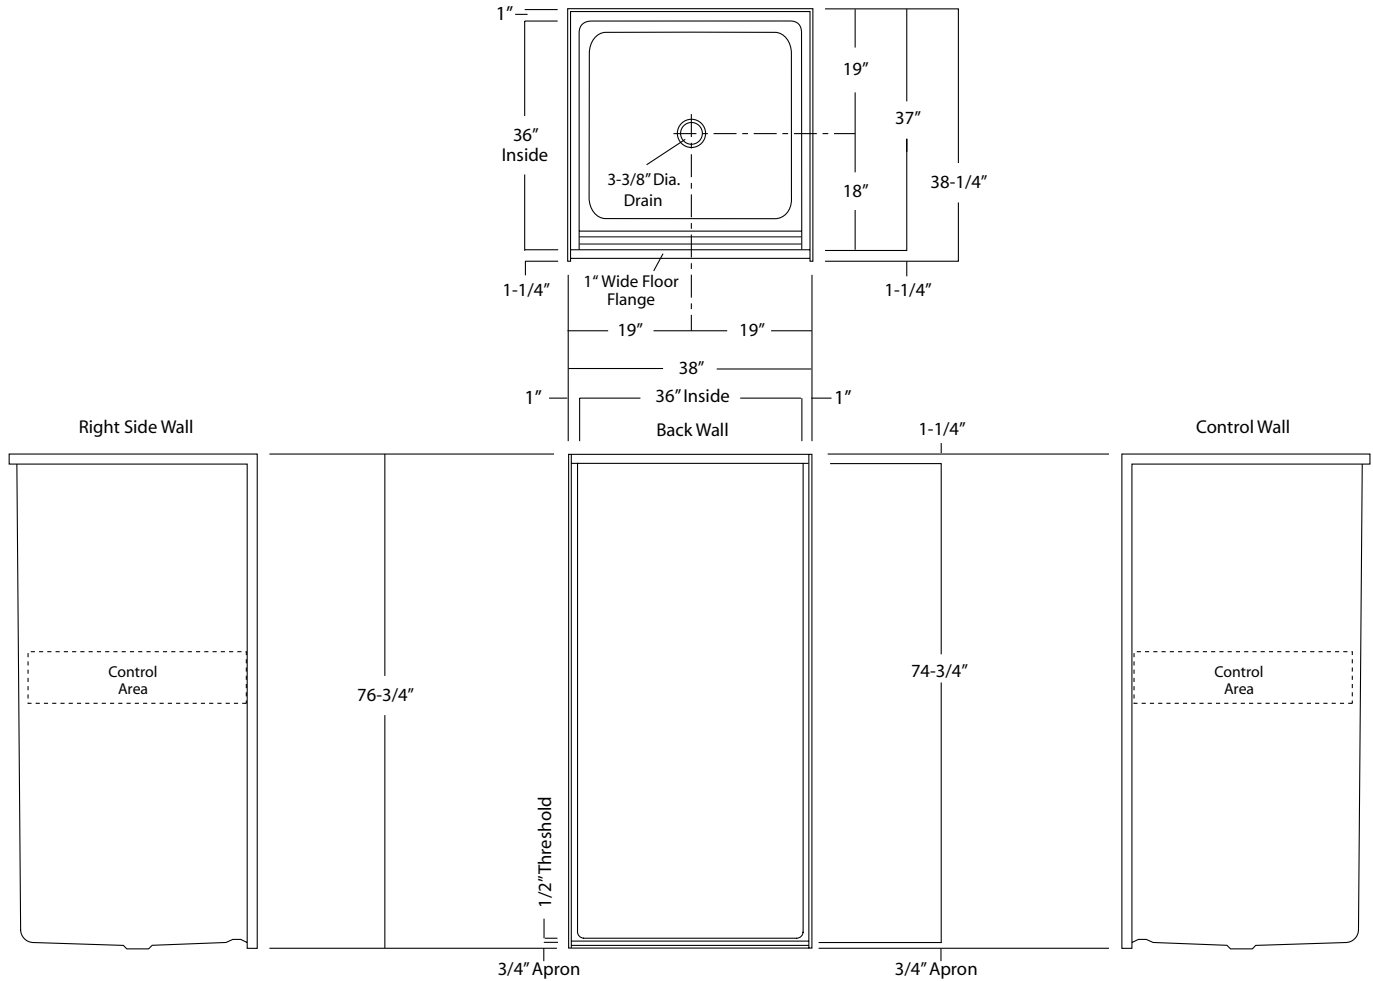 1”
19”
37”
36”
Inside
3-3/8” Dia.
Drain
18”
38-1/4”
1-1/4”
1“ Wide Floor
Flange
1-1/4”
19”
19”
38”
1”
36” Inside
1”
Right Side Wall
Back Wall
1-1/4”
Control Wall
Control
Area
76-3/4”
74-3/4”
Control
Area
1/2” Threshold
3/4” Apron
3/4” Apron